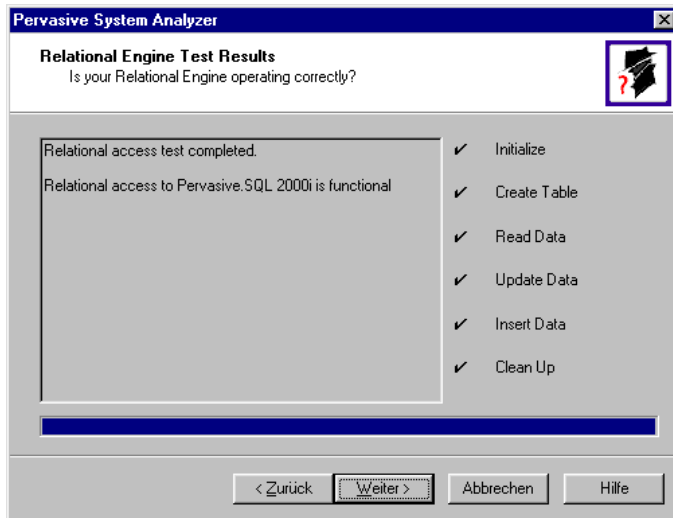 Pervasive System Analyzer
Relational Engine Test Results
Is your Relational Engine operating correctly?
?
Relational access test completed.
Relational access to Pervasive.SQL 2000i is functional
Initialize
Create Table
Read Data
Update Data
Insert Data
Clean Up
< Zurück
Weiter >
Abbrechen
Hilfe